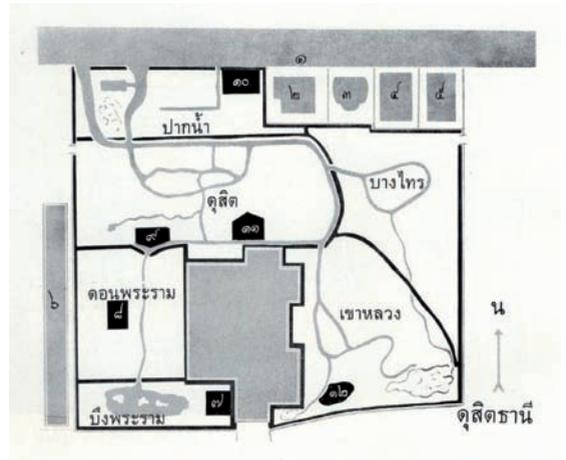 ๑
๑๐
๒
๓
๔
๕
ปากน้ำ
บางไทร
ดุสิต
๙
๑๑
๖
ดอนพระราม
๘
เขาหลวง
น
๗
๑๒
บึงพระราม
ดุสิตธานี